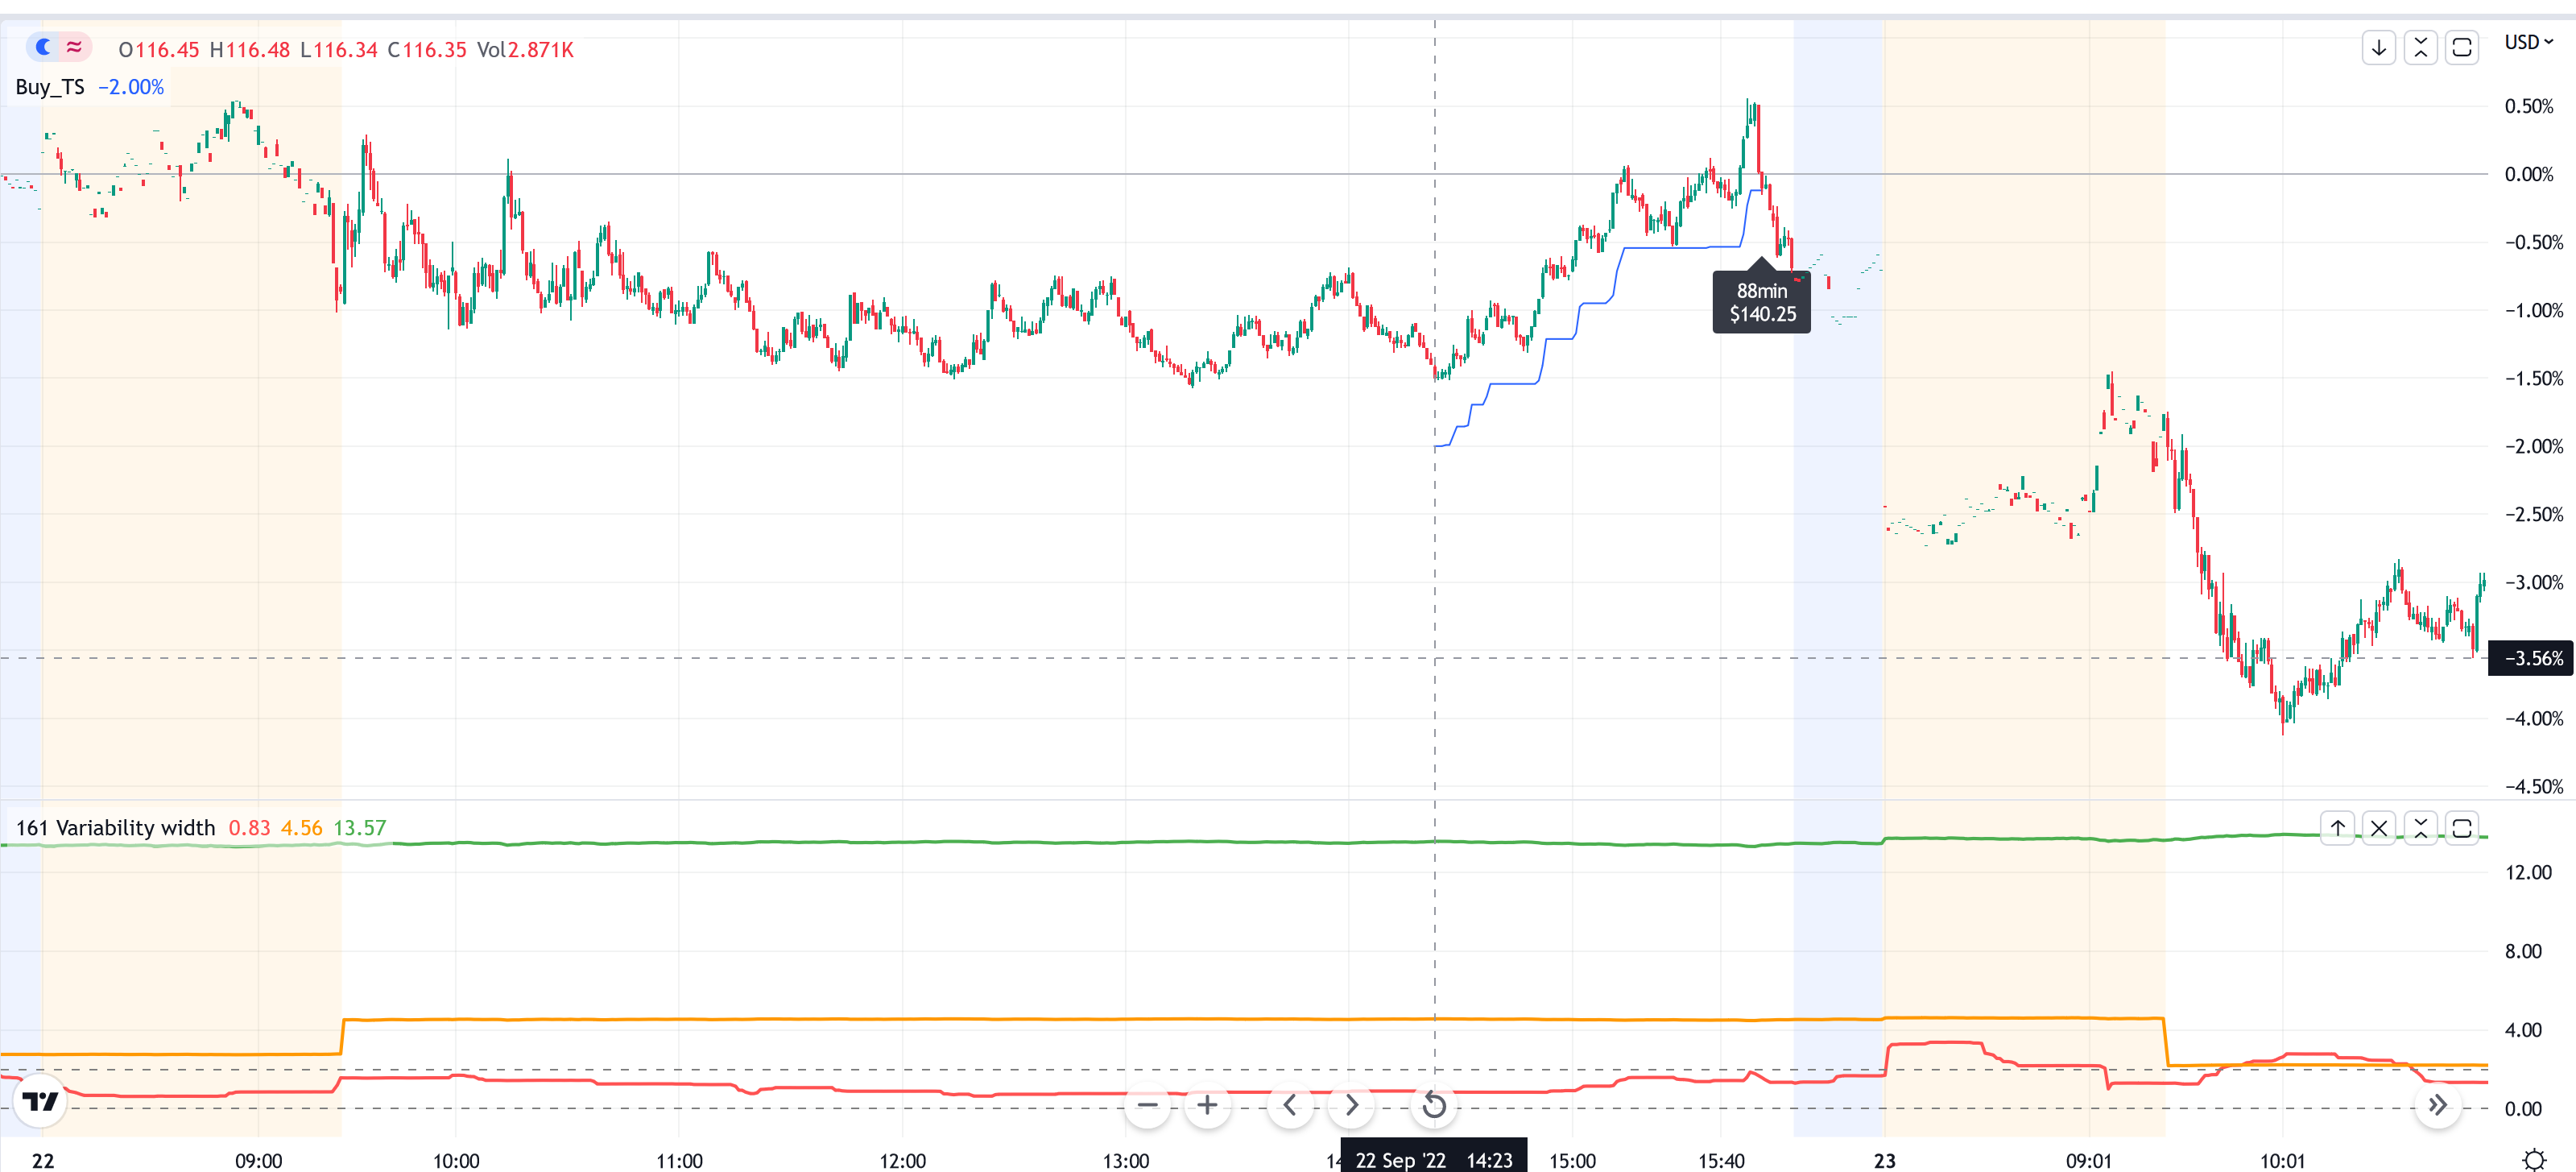 O116.45 H116.48 L116.34 C116.35 Vol2.871K
USD
Buy_TS −2.00%
0.50%
0.00%
−0.50%
88min
$140.25
−1.00%
−1.50%
−2.00%
−2.50%
−3.00%
−3.56%
−4.00%
−4.50%
161 Variability width 0.83 4.56 13.57
12.00
8.00
4.00
0.00
22 09:00 10:00 11:00 12:00 13:00 22 Sep '22 14:23 15:00 15:40 23 09:01 10:01